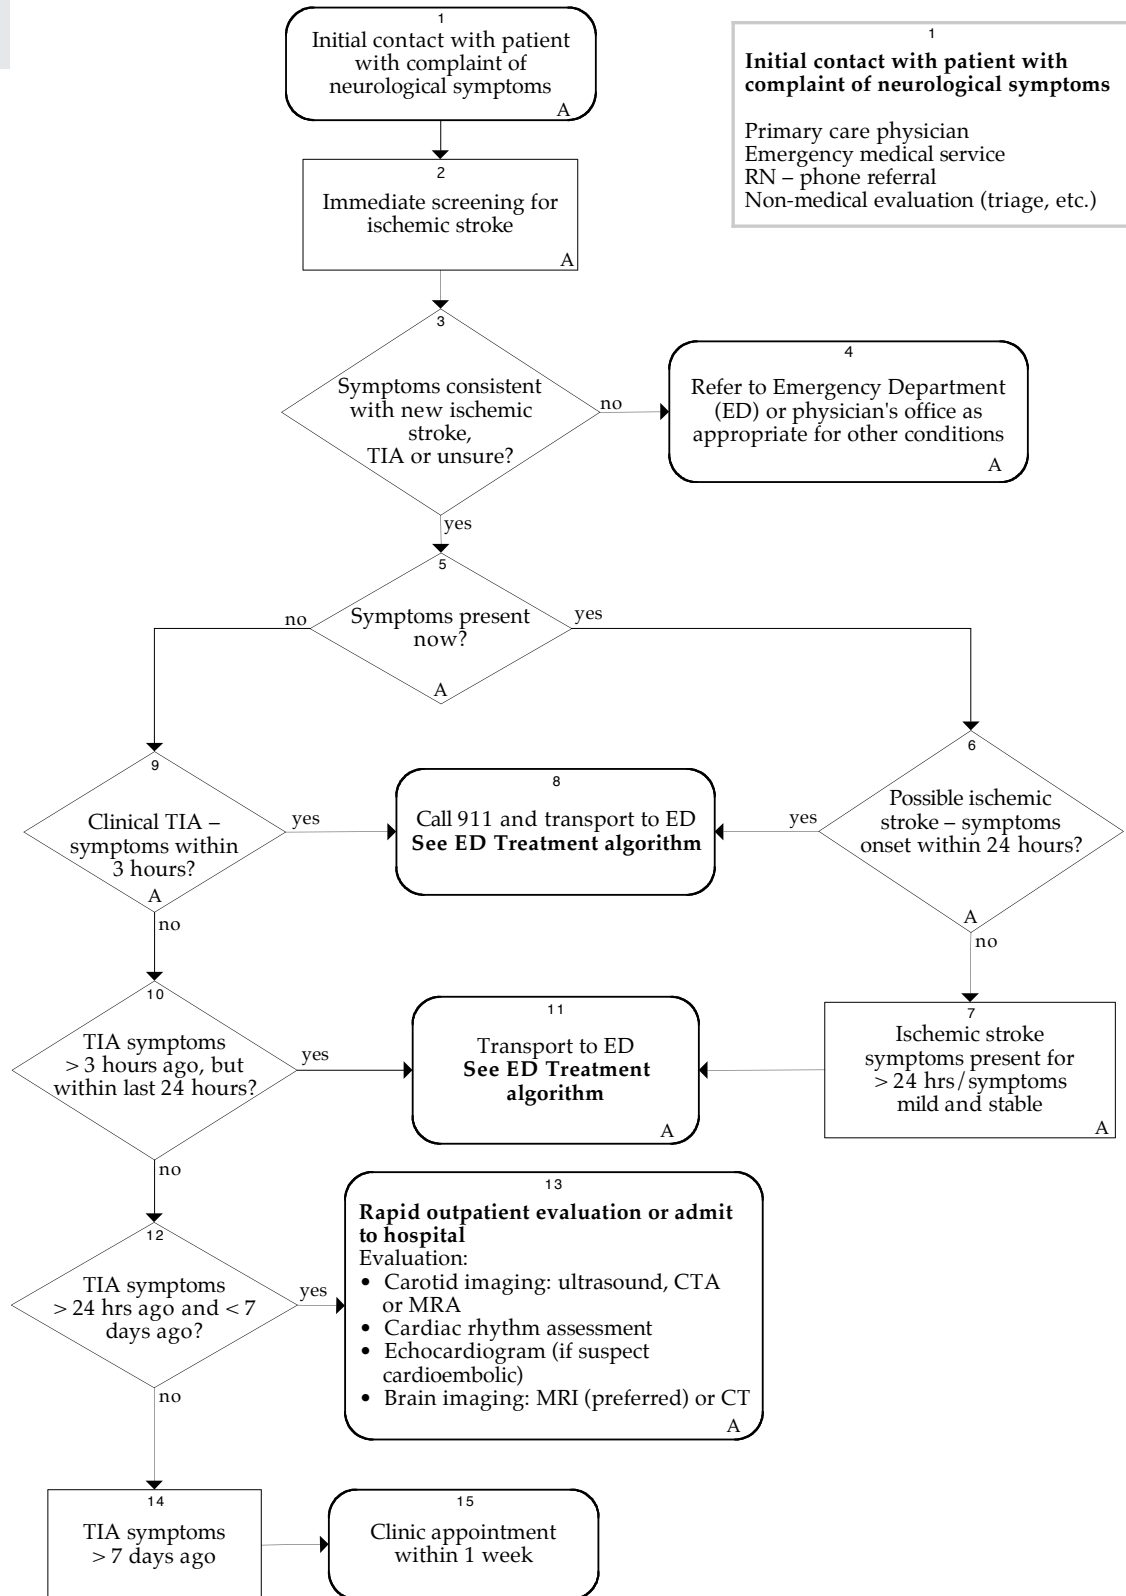 1
Initial contact with patient
with complaint of
neurological symptoms
A
1
Initial contact with patient with
complaint of neurological symptoms
Primary care physician
Emergency medical service
RN – phone referral
Non-medical evaluation (triage, etc.)
2
Immediate screening for
ischemic stroke
A
3
Symptoms consistent
with new ischemic
stroke,
TIA or unsure?
no
4
Refer to Emergency Department
(ED) or physician's office as
appropriate for other conditions
A
yes
5
Symptoms present
now?
A
no
yes
6
Possible ischemic
stroke – symptoms
onset within 24 hours?
A
yes
no
9
Clinical TIA –
symptoms within
3 hours?
A
yes
no
8
Call 911 and transport to ED
See ED Treatment algorithm
7
Ischemic stroke
symptoms present for
> 24 hrs/symptoms
mild and stable
A
10
TIA symptoms
> 3 hours ago, but
within last 24 hours?
yes
no
11
Transport to ED
See ED Treatment
algorithm
A
12
TIA symptoms
> 24 hrs ago and < 7
days ago?
yes
no
13
Rapid outpatient evaluation or admit
to hospital
Evaluation:
• Carotid imaging: ultrasound, CTA
or MRA
• Cardiac rhythm assessment
• Echocardiogram (if suspect
cardioembolic)
• Brain imaging: MRI (preferred) or CT
A
14
TIA symptoms
> 7 days ago
15
Clinic appointment
within 1 week